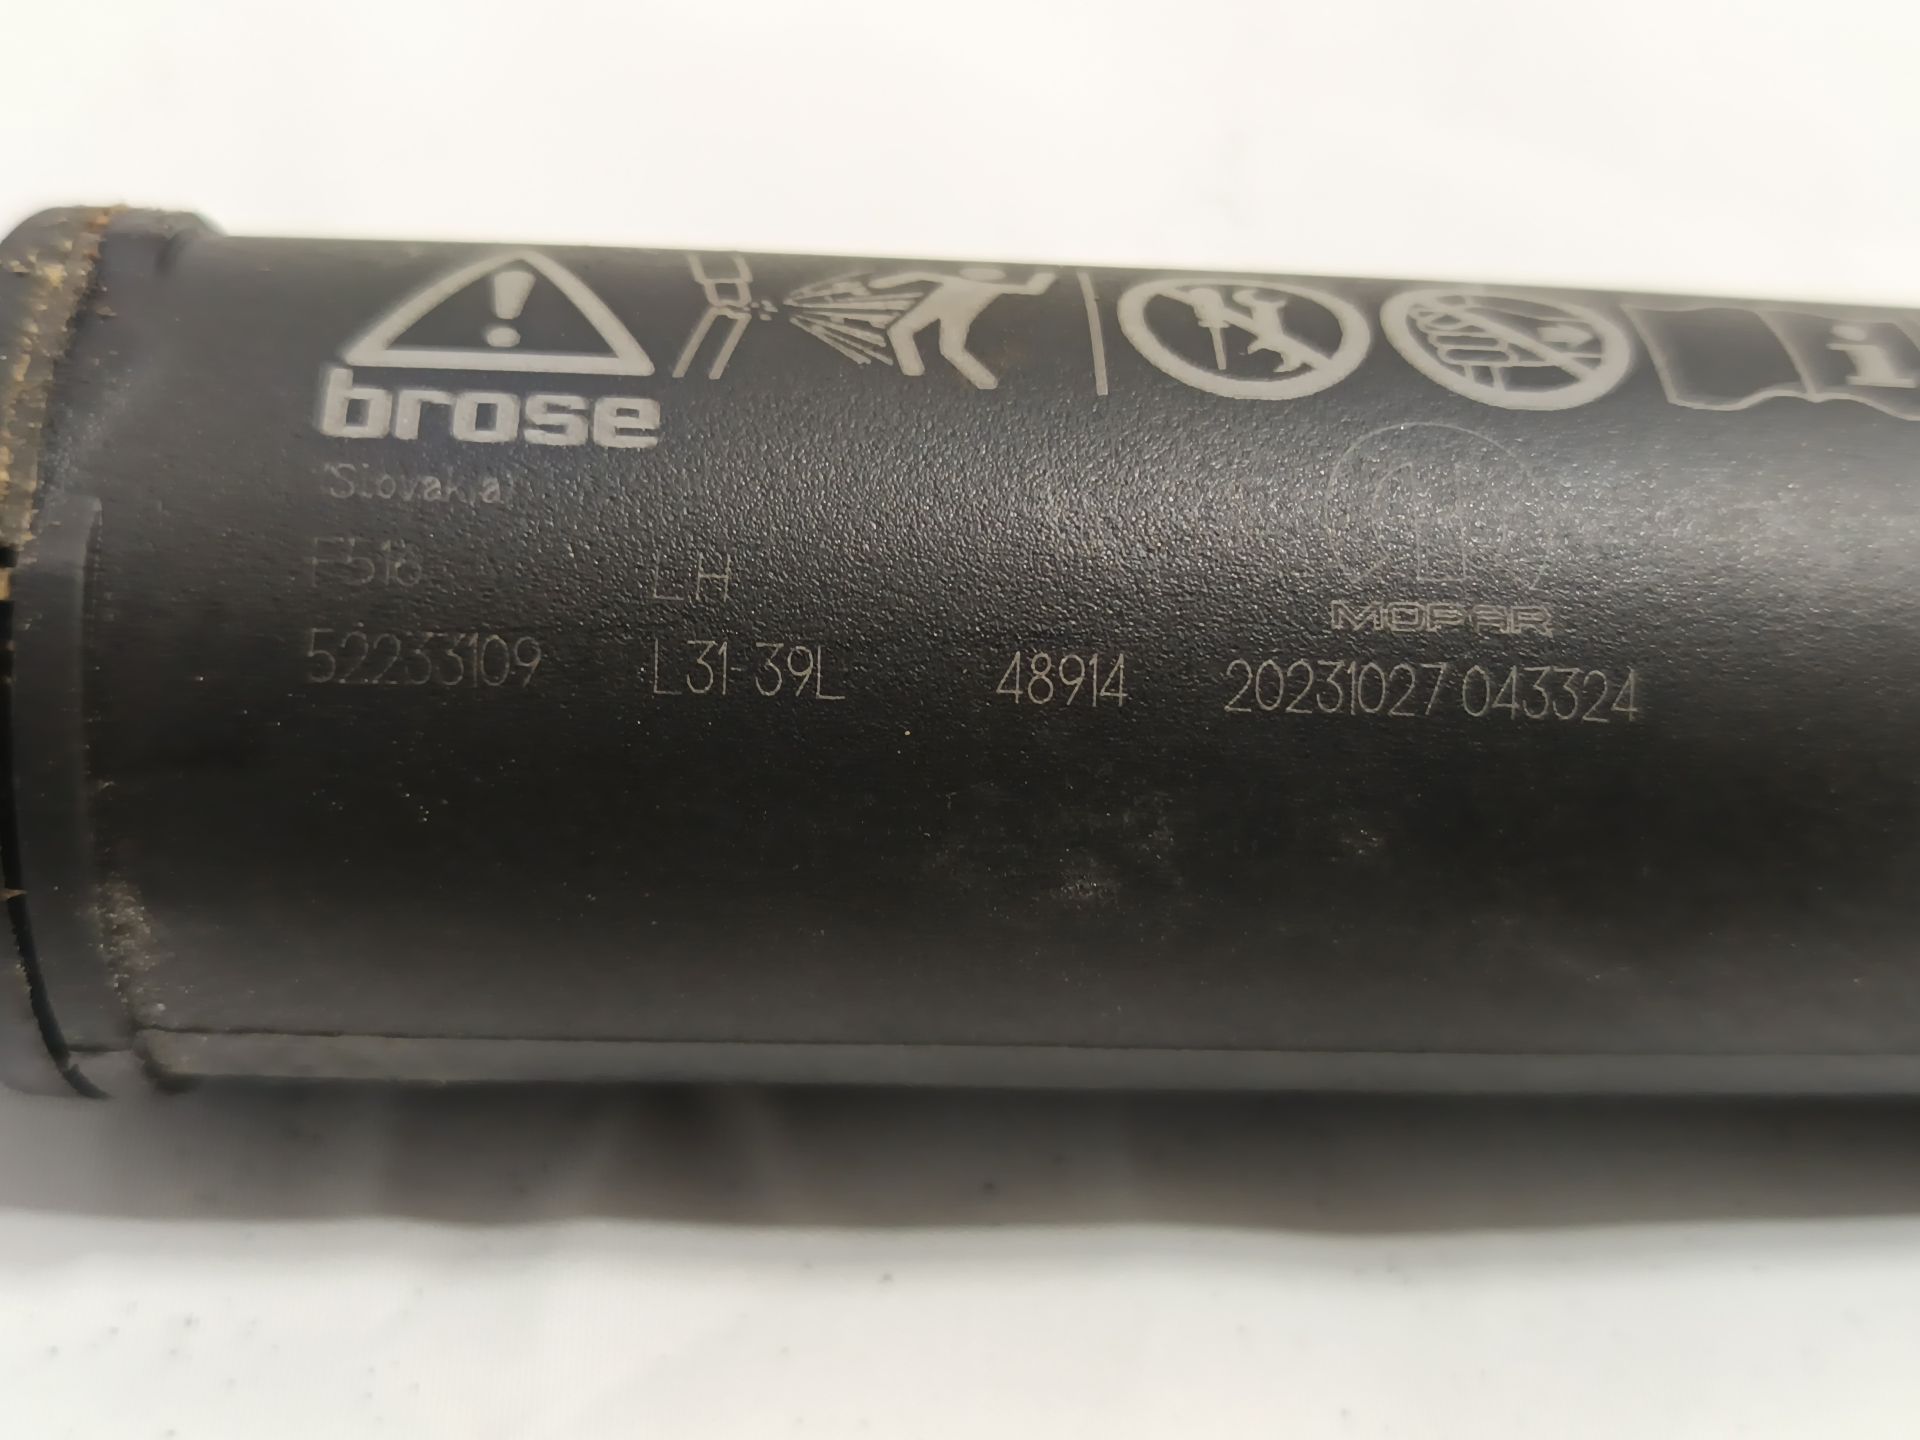 brose
Slovakia
F516 LH
MOPAR
52233109 L31-39L 48914 20231027 043324
i